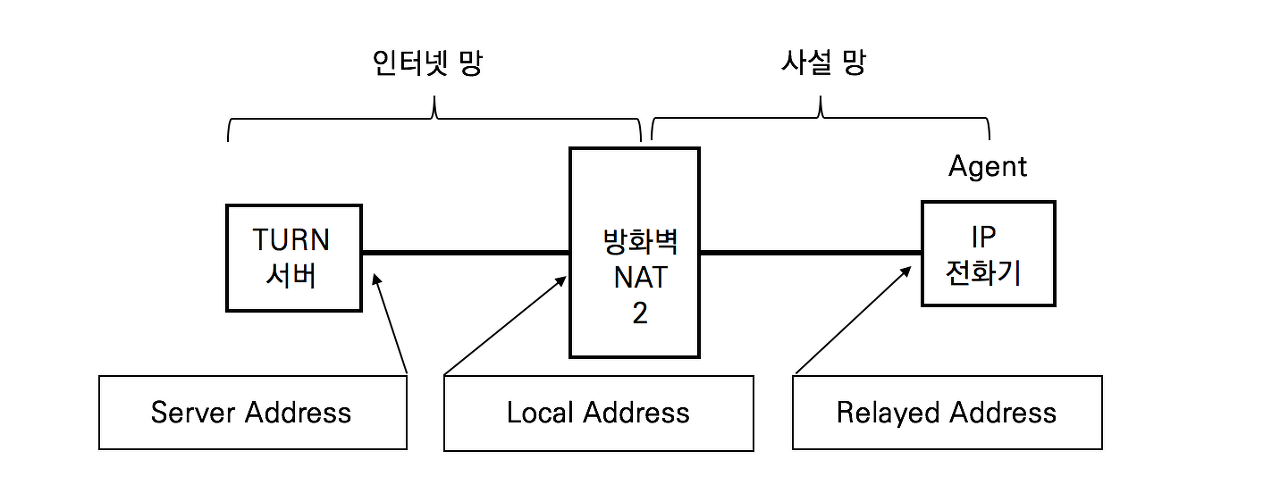 인터넷 망
사설 망
Agent
TURN
서버
방화벽
NAT
2
IP
전화기
Server Address
Local Address
Relayed Address